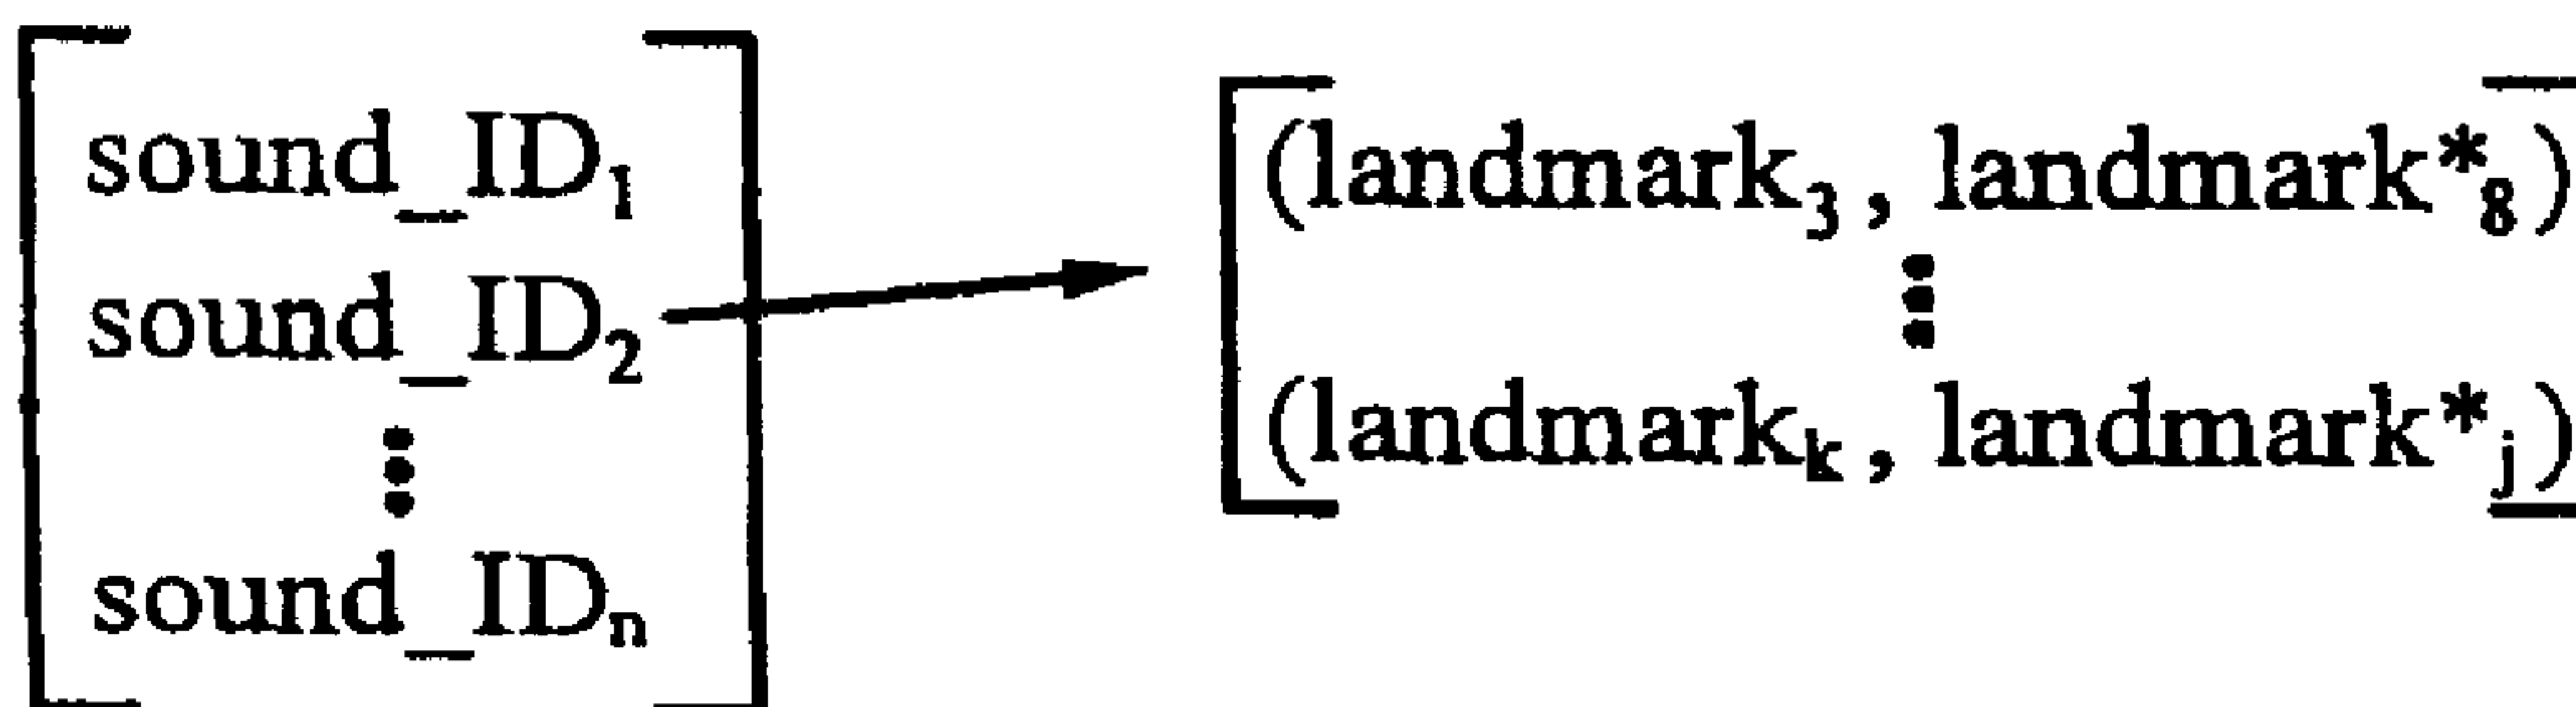 sound_ID₁
sound_ID₂
⋮
sound_IDₙ
(landmark₃, landmark*₈)
⋮
(landmarkₖ, landmark*ⱼ)